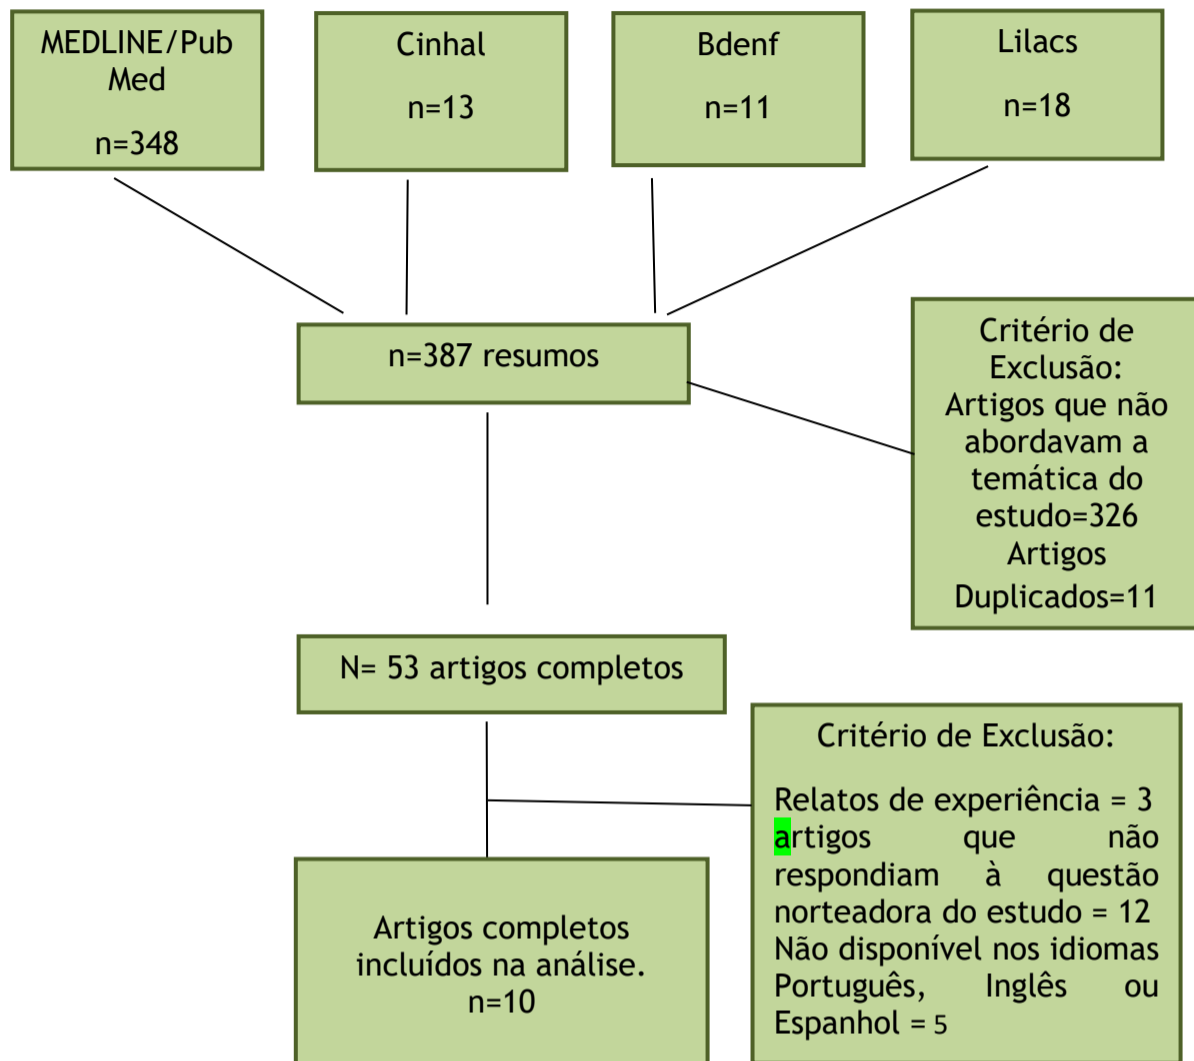 MEDLINE/Pub
Med
n=348
Cinhal
n=13
Bdenf
n=11
Lilacs
n=18
n=387 resumos
Critério de
Exclusão:
Artigos que não
abordavam a
temática do
estudo=326
Artigos
Duplicados=11
N= 53 artigos completos
Critério de Exclusão:
Relatos de experiência = 3
artigos que não
respondiam à questão
norteadora do estudo = 12
Não disponível nos idiomas
Português, Inglês ou
Espanhol = 5
Artigos completos
incluídos na análise.
n=10